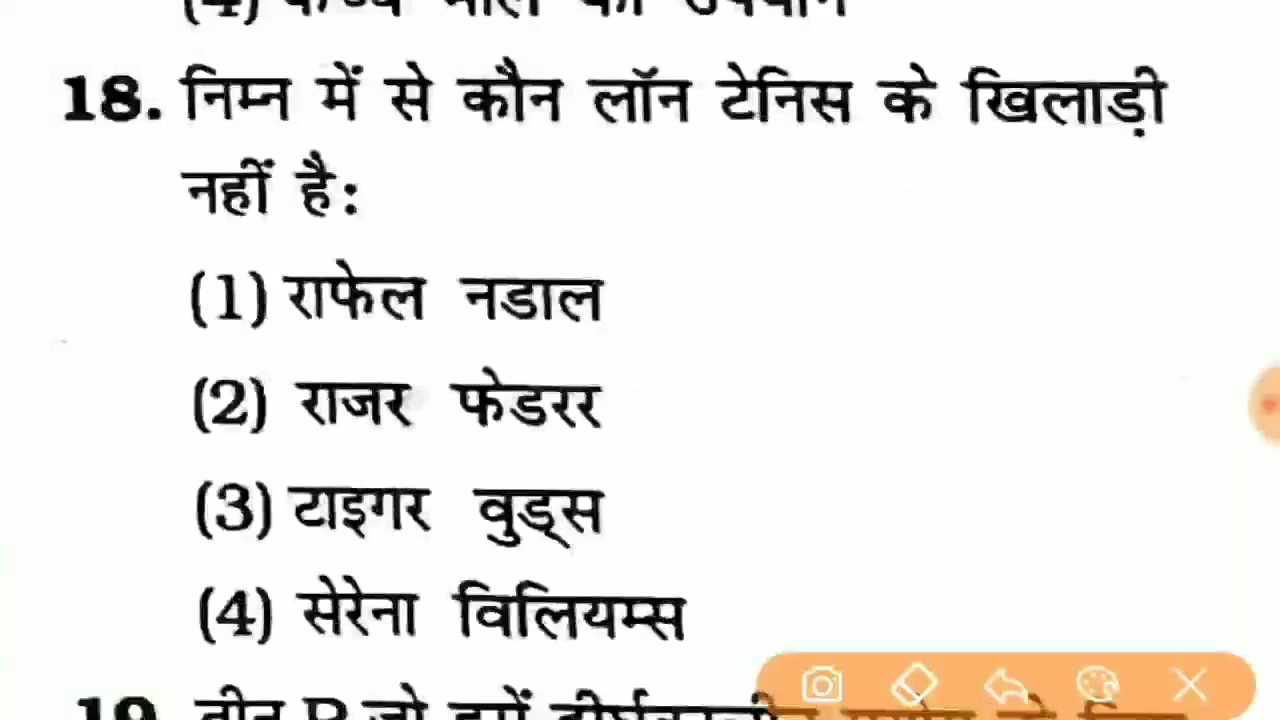 18. निम्न में से कौन लॉन टेनिस के खिलाड़ी
नहीं है:
(1) राफेल नडाल
(2) राजर फेडरर
(3) टाइगर वुड्स
(4) सेरेना विलियम्स